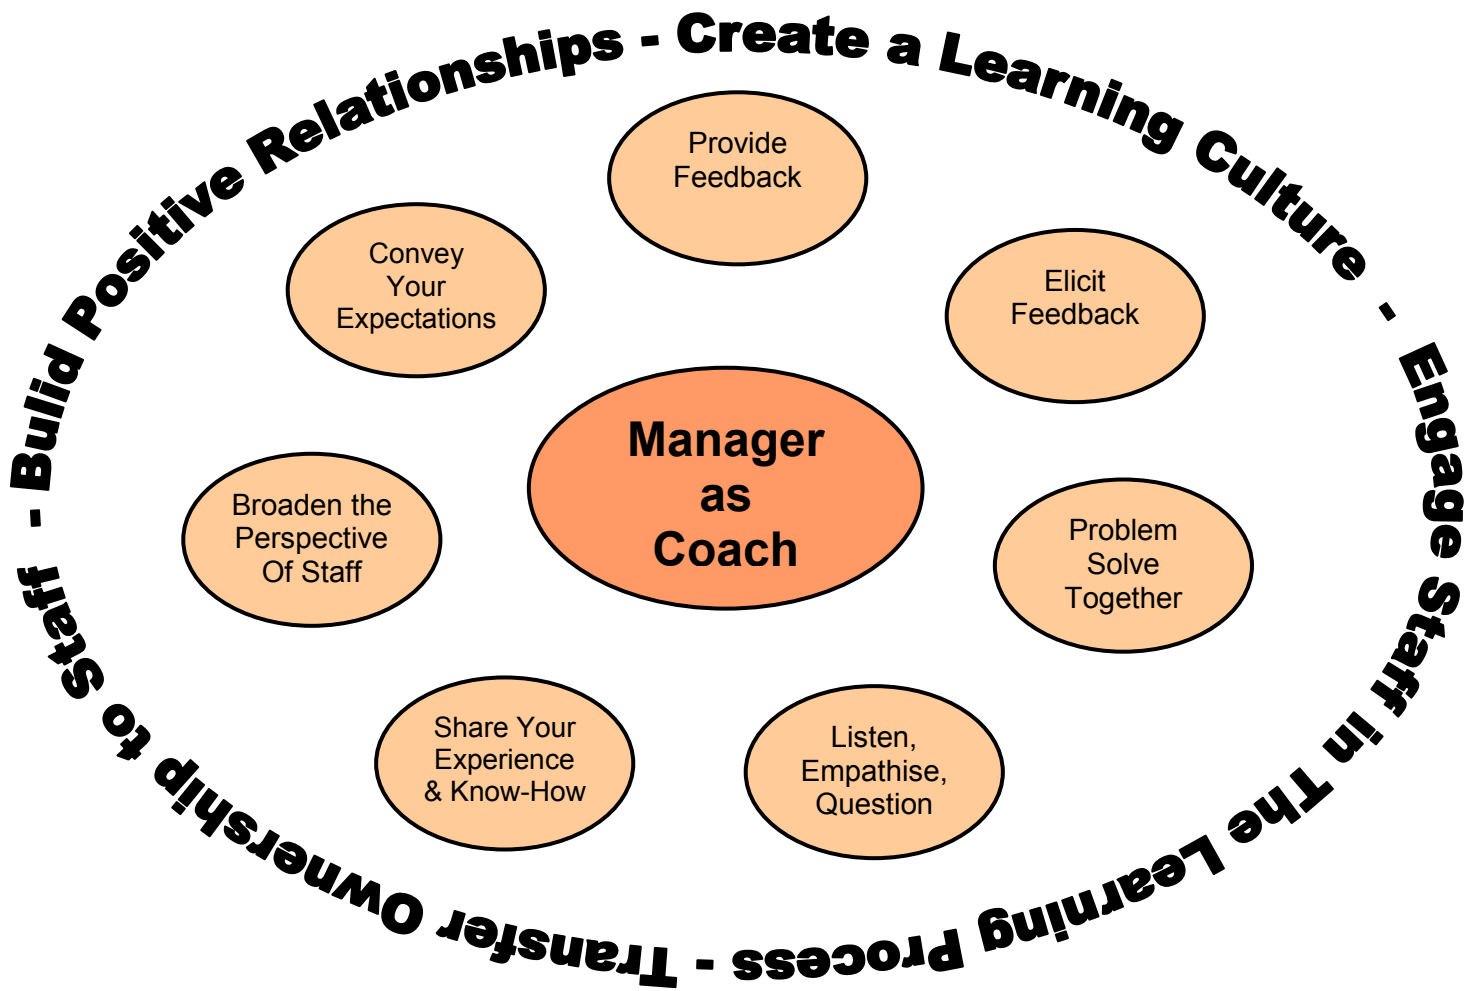 - Bulid Positive Relationships - Create a Learning Culture - Engage Staff in The Learning Process - Transfer Ownership to Staff
Provide
Feedback
Elicit
Feedback
Problem
Solve
Together
Listen,
Empathise,
Question
Share Your
Experience
& Know-How
Broaden the
Perspective
Of Staff
Convey
Your
Expectations
Manager
as
Coach